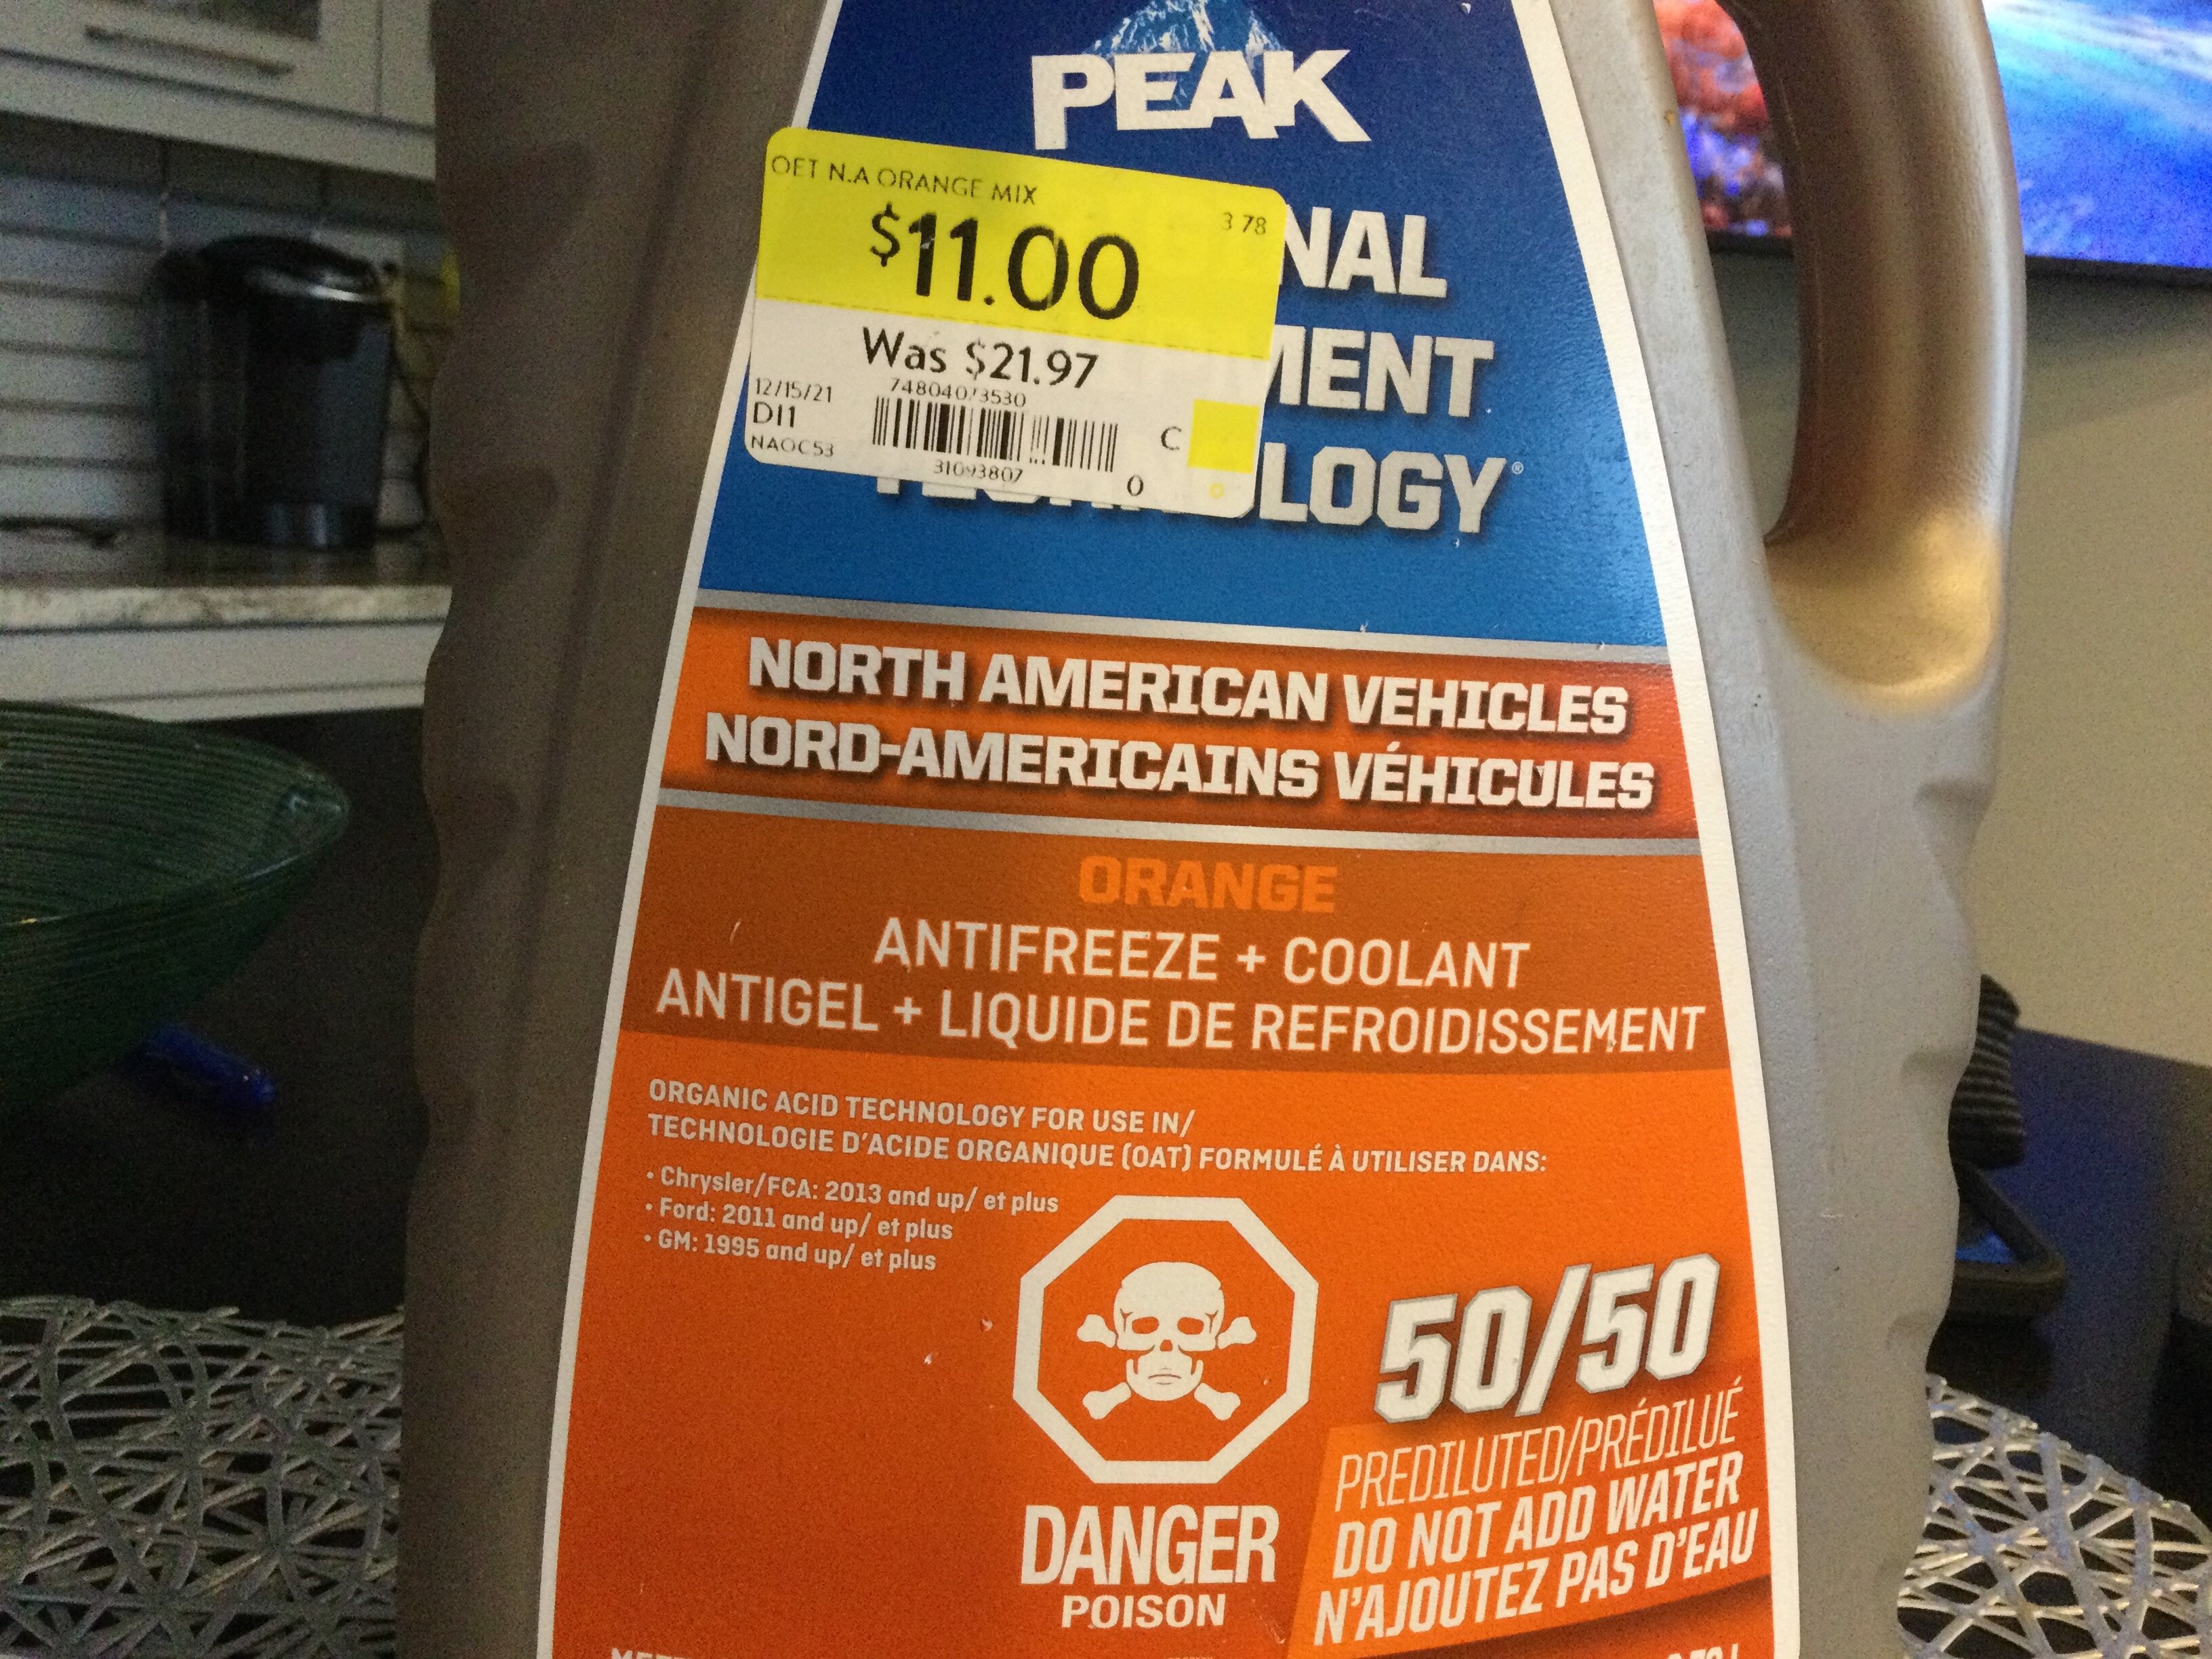 PEAK
OET N.A ORANGE MIX
3 78
$11.00
Was $21.97
12/15/21
74804073530
DI1
NAOC53
C
31093807
0
NAL
MENT
TECHNOLOGY®
NORTH AMERICAN VEHICLES
NORD-AMERICAINS VÉHICULES
ORANGE
ANTIFREEZE + COOLANT
ANTIGEL + LIQUIDE DE REFROIDISSEMENT
ORGANIC ACID TECHNOLOGY FOR USE IN/
TECHNOLOGIE D'ACIDE ORGANIQUE (OAT) FORMULÉ À UTILISER DANS:
• Chrysler/FCA: 2013 and up/ et plus
• Ford: 2011 and up/ et plus
• GM: 1995 and up/ et plus
50/50
PREDILUTED/PRÉDILUÉ
DO NOT ADD WATER
N'AJOUTEZ PAS D'EAU
DANGER
POISON